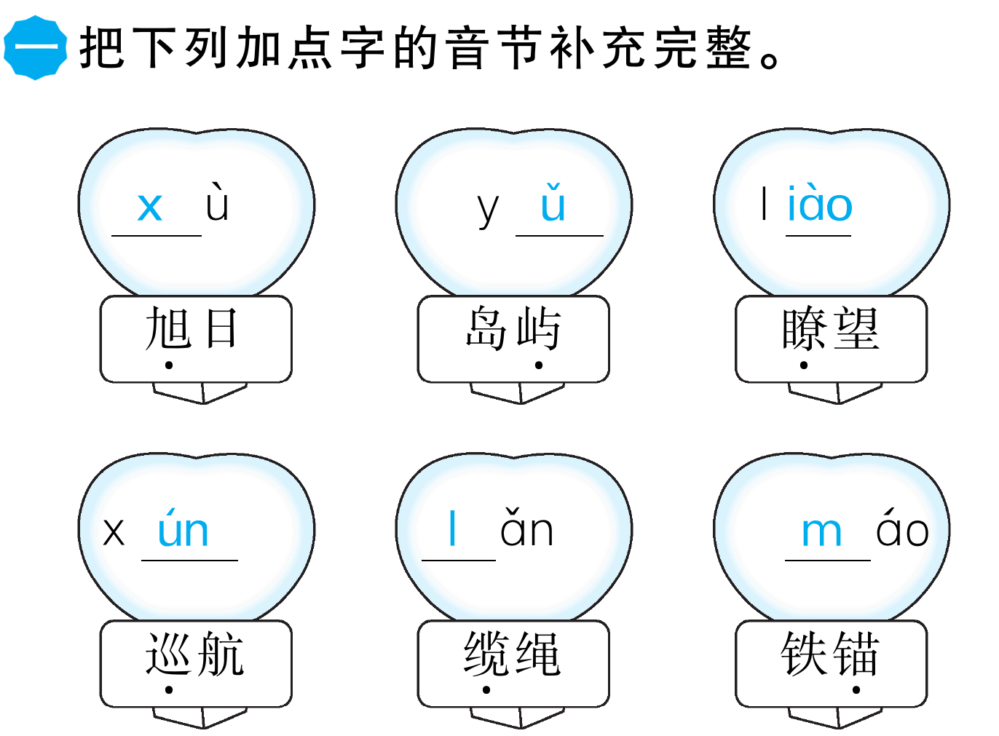 一 把下列加点字的音节补充完整。
x ù
y ǔ
l iào
旭日
岛屿
瞭望
x ún
l ǎn
m áo
巡航
缆绳
铁锚